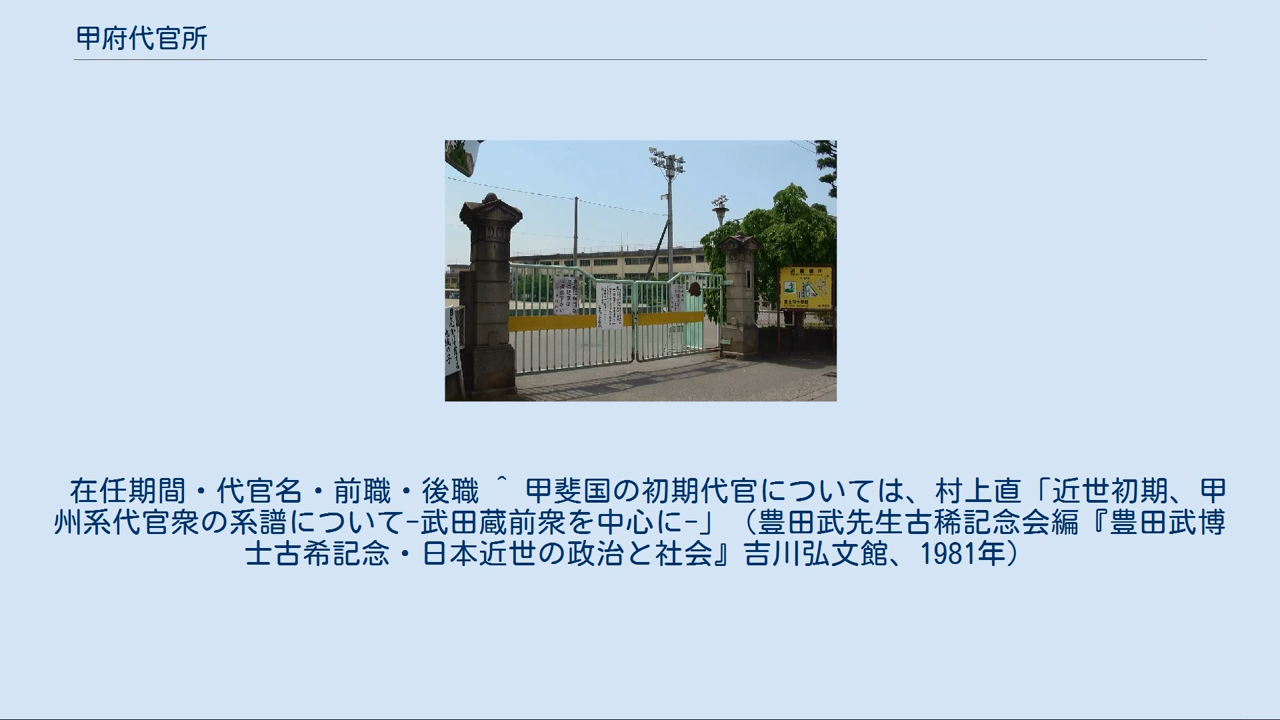 甲府代官所
在任期間・代官名・前職・後職 ^ 甲斐国の初期代官については、村上直「近世初期、甲
州系代官衆の系譜について-武田蔵前衆を中心に-」（豊田武先生古稀記念会編『豊田武博
士古希記念・日本近世の政治と社会』吉川弘文館、1981年）